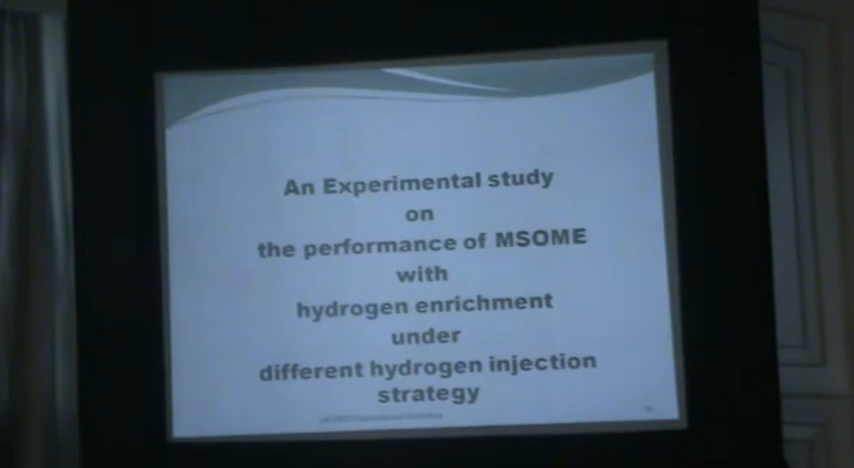 An Experimental study
on
the performance of MSOME
with
hydrogen enrichment
under
different hydrogen injection
strategy